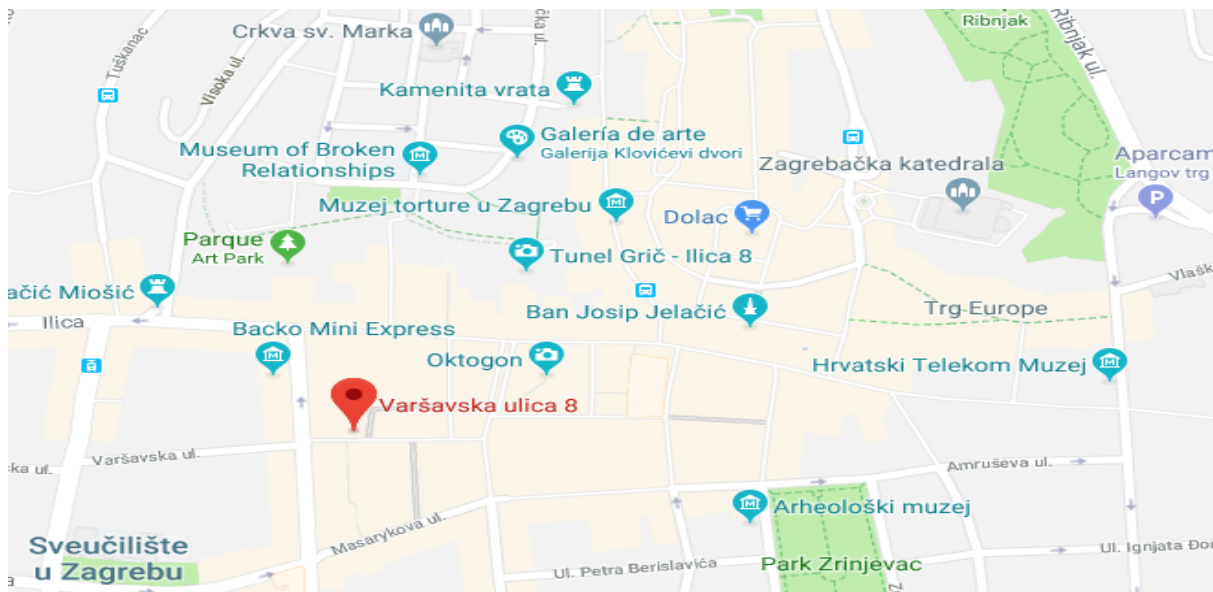 Ribnjak
Crkva sv. Marka
Tuškanac
Visoka ul.
čka ul.
Ribnjak ul.
Kamenita vrata
Galería de arte
Galerija Klovićevi dvori
Museum of Broken
Relationships
Zagrebačka katedrala
Aparcam
Langov trg
P
Muzej torture u Zagrebu
Dolac
Parque
Art Park
Tunel Grič - Ilica 8
Vlašk
ačić Miošić
Ilica
Ban Josip Jelačić
Trg Europe
Backo Mini Express
Oktogon
Hrvatski Telekom Muzej
Varšavska ulica 8
ka ul.
Varšavska ul.
Amruševa ul.
Arheološki muzej
Masarykova ul.
Sveučilište
u Zagrebu
Ul. Petra Berislavića
Park Zrinjevac
Ul. Ignjata Đor